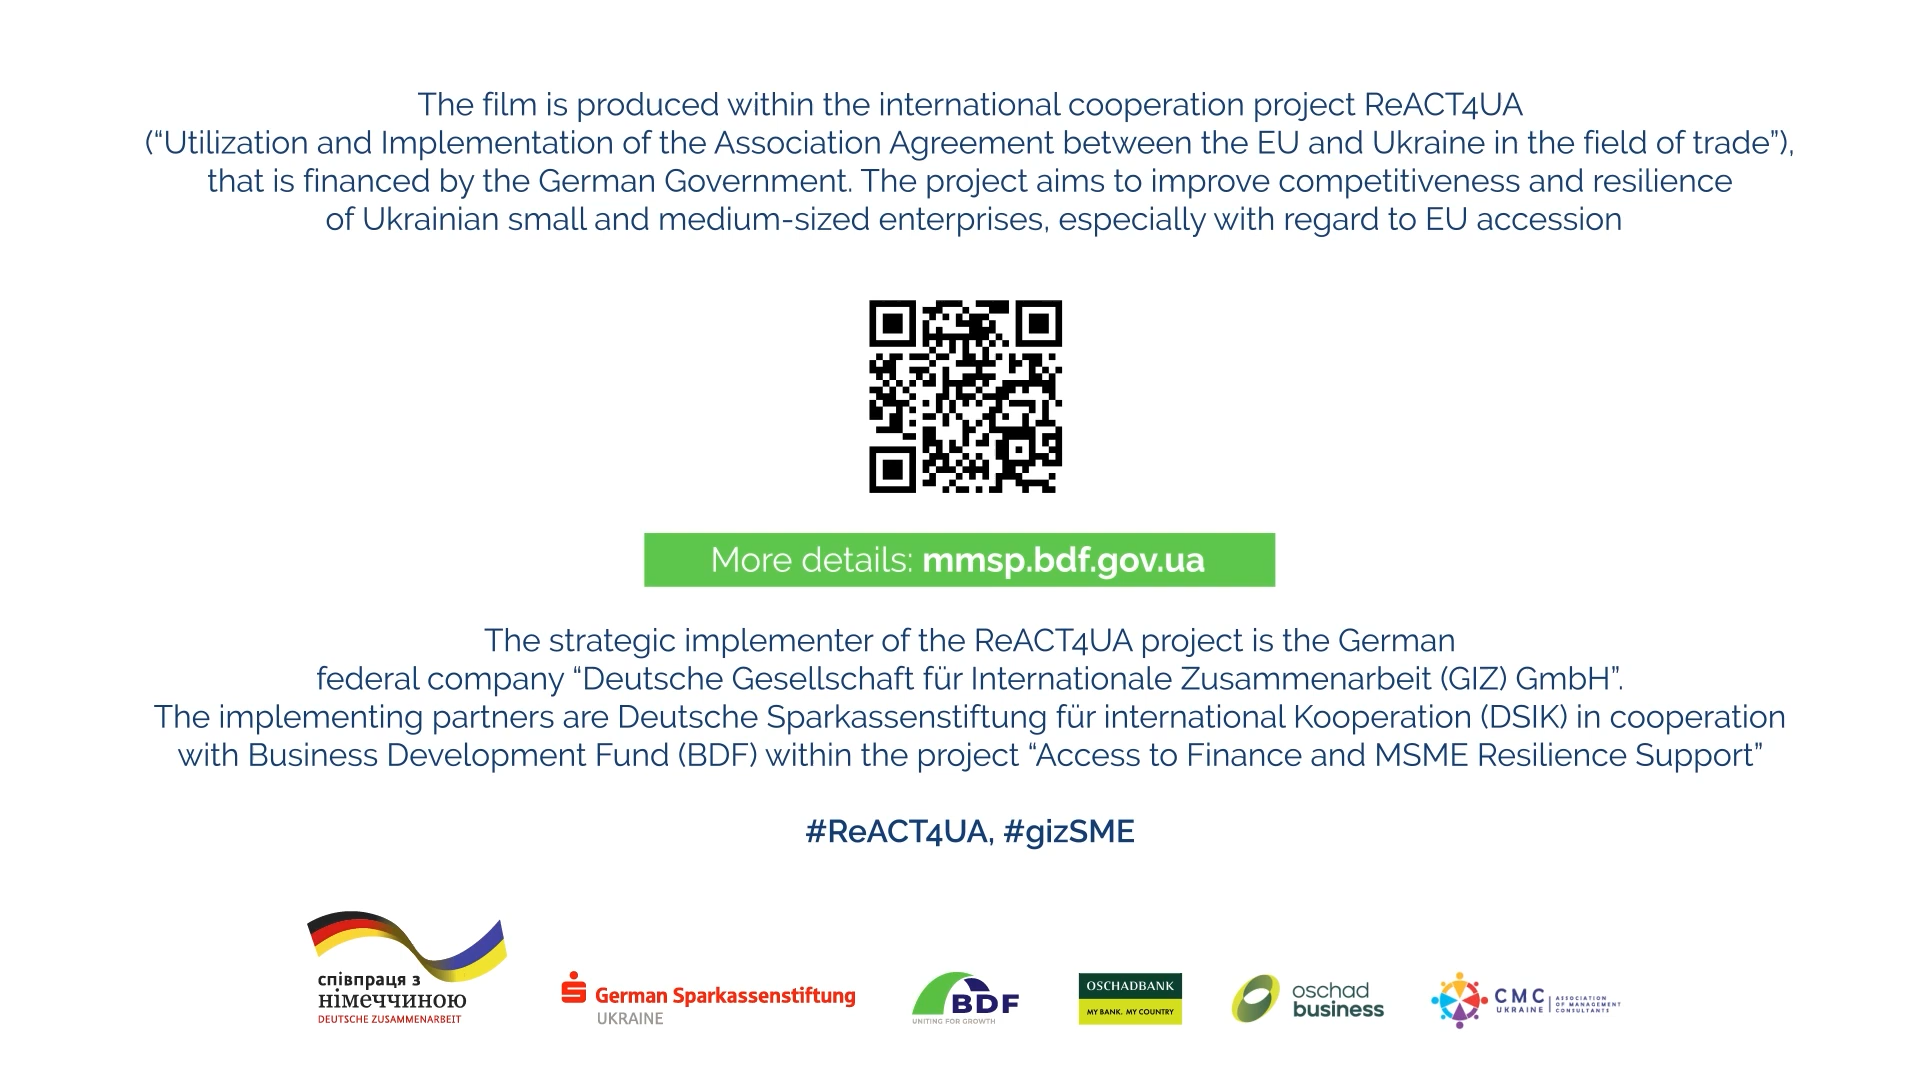 The film is produced within the international cooperation project ReACT4UA
(“Utilization and Implementation of the Association Agreement between the EU and Ukraine in the field of trade”),
that is financed by the German Government. The project aims to improve competitiveness and resilience
of Ukrainian small and medium-sized enterprises, especially with regard to EU accession
More details: mmsp.bdf.gov.ua
The strategic implementer of the ReACT4UA project is the German
federal company “Deutsche Gesellschaft für Internationale Zusammenarbeit (GIZ) GmbH”.
The implementing partners are Deutsche Sparkassenstiftung für international Kooperation (DSIK) in cooperation
with Business Development Fund (BDF) within the project “Access to Finance and MSME Resilience Support”
#ReACT4UA, #gizSME
співпраця з
німеччиною
DEUTSCHE ZUSAMMENARBEIT
German Sparkassenstiftung
UKRAINE
BDF
UNITING FOR GROWTH
OSCHADBANK
MY BANK. MY COUNTRY
oschad
business
CMC
UKRAINE
ASSOCIATION
OF MANAGEMENT
CONSULTANTS